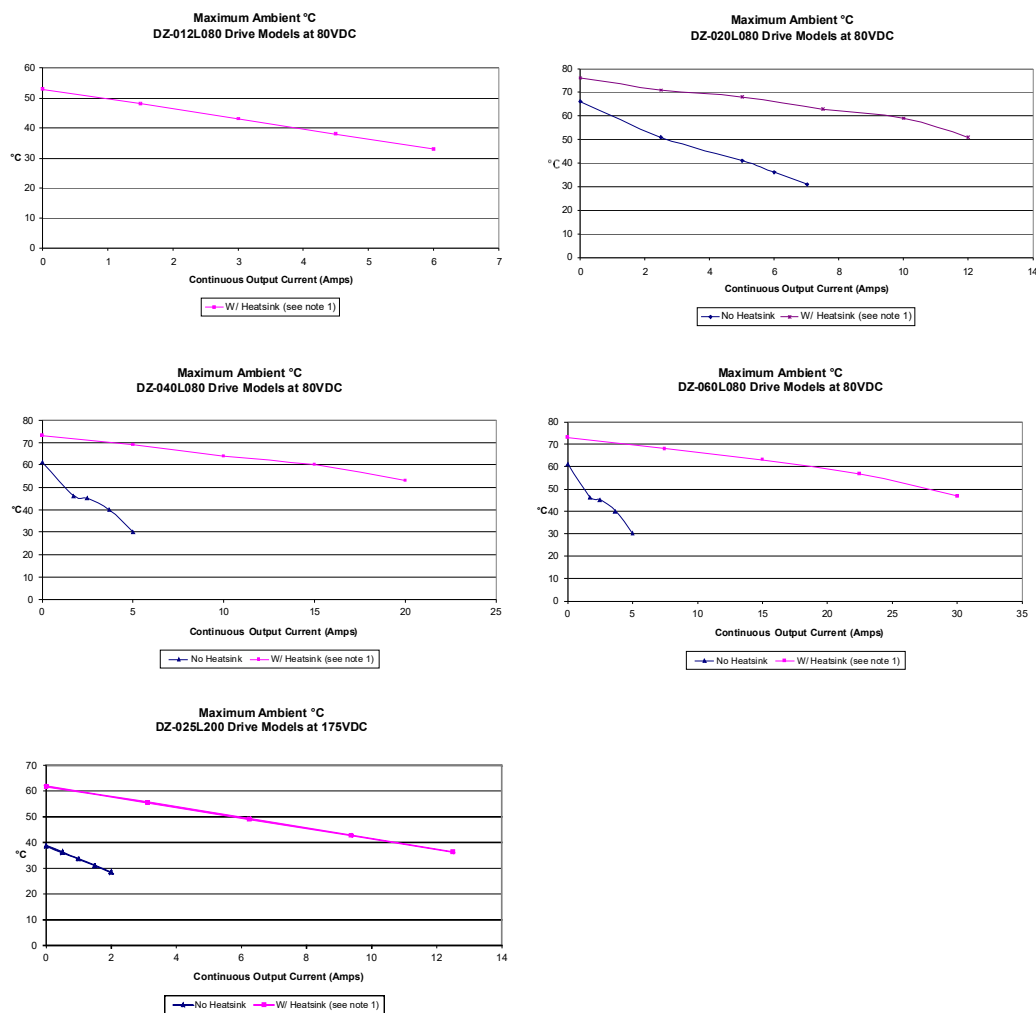 Maximum Ambient °C
DZ-012L080 Drive Models at 80VDC
60
50
40
°C 30
20
10
0
0 1 2 3 4 5 6 7
Continuous Output Current (Amps)
W/ Heatsink (see note 1)
Maximum Ambient °C
DZ-020L080 Drive Models at 80VDC
80
70
60
50
°C 40
30
20
10
0
0 2 4 6 8 10 12 14
Continuous Output Current (Amps)
No Heatsink W/ Heatsink (see note 1)
Maximum Ambient °C
DZ-040L080 Drive Models at 80VDC
80
70
60
50
°C 40
30
20
10
0
0 5 10 15 20 25
Continuous Output Current (Amps)
No Heatsink W/ Heatsink (see note 1)
Maximum Ambient °C
DZ-060L080 Drive Models at 80VDC
80
70
60
50
°C 40
30
20
10
0
0 5 10 15 20 25 30 35
Continuous Output Current (Amps)
No Heatsink W/ Heatsink (see note 1)
Maximum Ambient °C
DZ-025L200 Drive Models at 175VDC
70
60
50
40
°C
30
20
10
0
0 2 4 6 8 10 12 14
Continuous Output Current (Amps)
No Heatsink W/ Heatsink (see note 1)